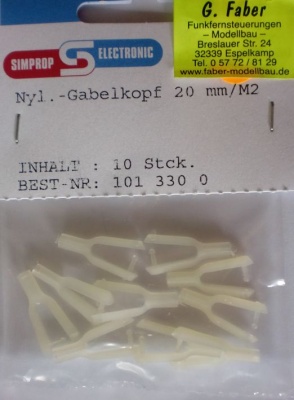 SIMPROP ELECTRONIC
S
G. Faber
Funkfernsteuerungen
– Modellbau –
Breslauer Str. 24
32339 Espelkamp
Tel. 0 57 72 / 81 29
www.faber-modellbau.de
Nyl.-Gabelkopf 20 mm/M2
INHALT : 10 Stck.
BEST-NR: 101 330 0